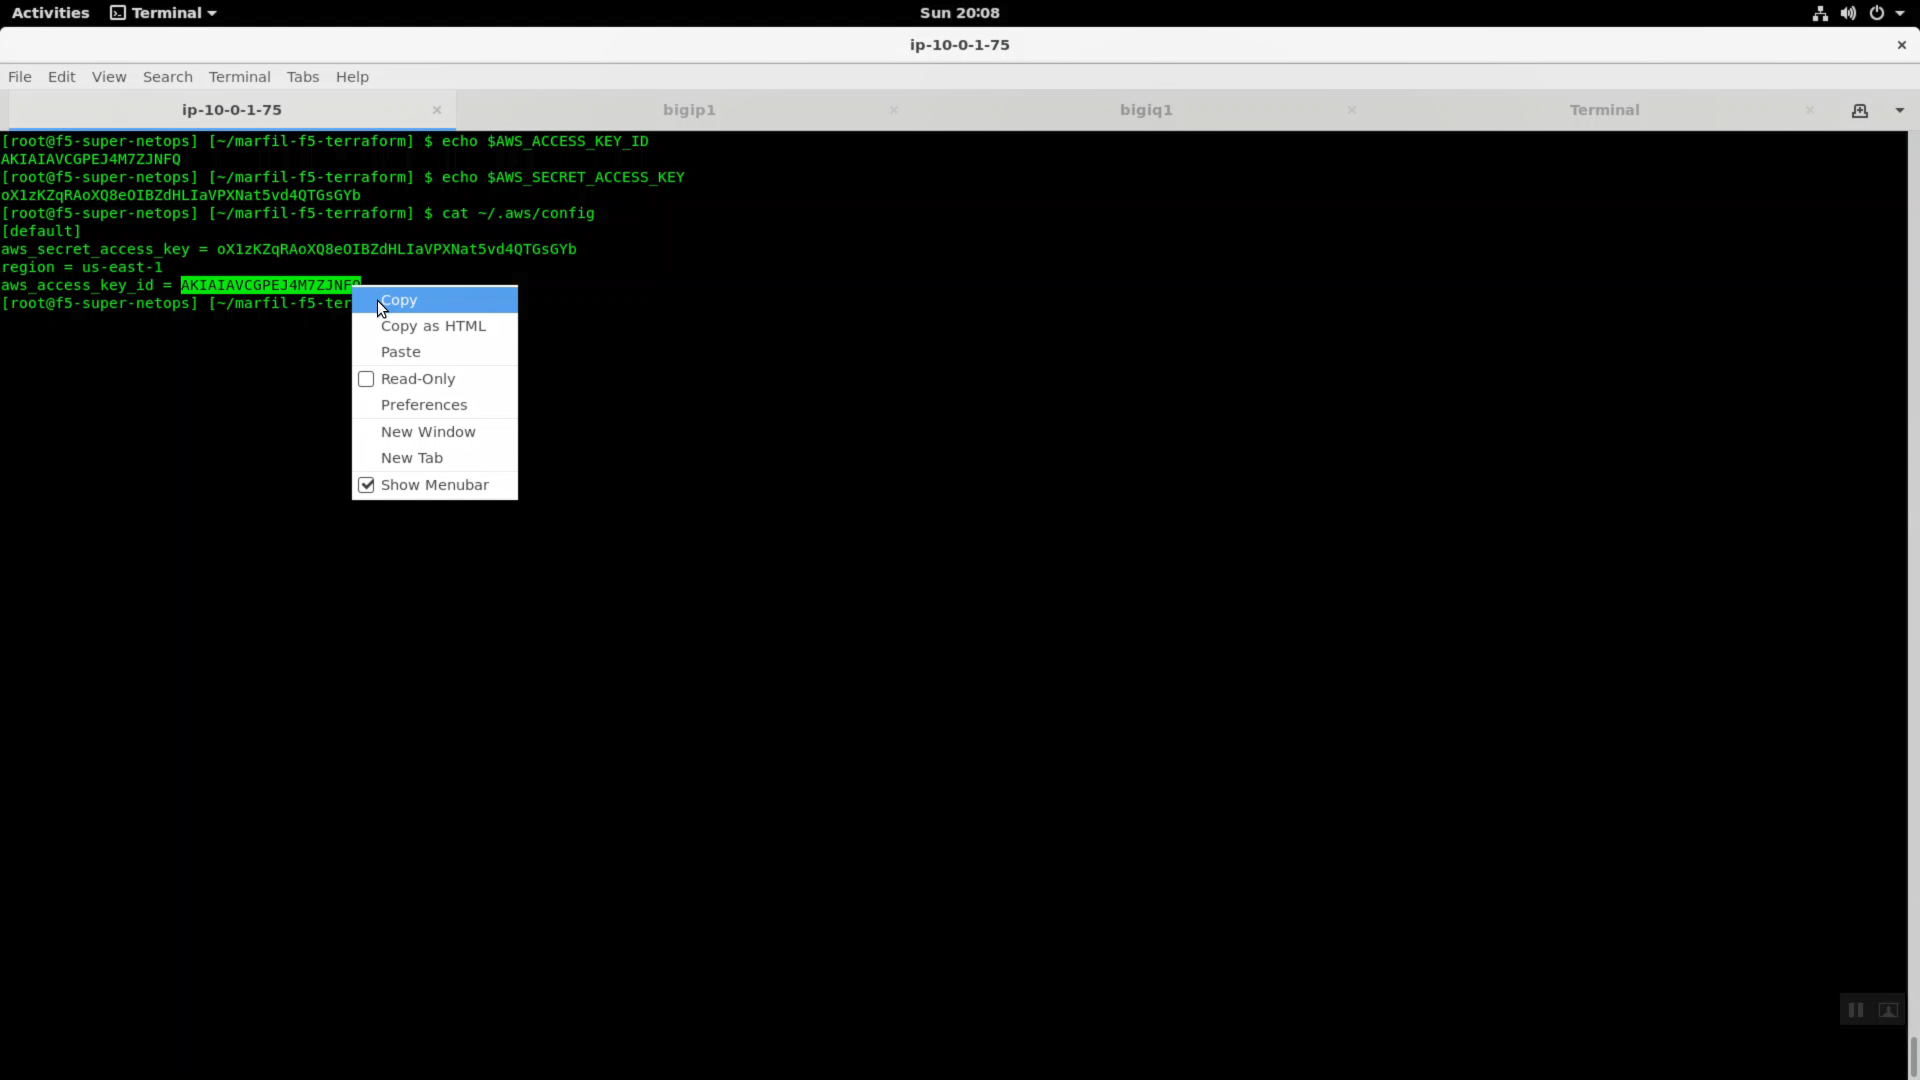 Activities Terminal Sun 20:08
ip-10-0-1-75
File Edit View Search Terminal Tabs Help
ip-10-0-1-75 bigip1 bigiq1 Terminal
[root@f5-super-netops] [~/marfil-f5-terraform] $ echo $AWS_ACCESS_KEY_ID
AKIAIAVCGPEJ4M7ZJNFQ
[root@f5-super-netops] [~/marfil-f5-terraform] $ echo $AWS_SECRET_ACCESS_KEY
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
[root@f5-super-netops] [~/marfil-f5-terraform] $ cat ~/.aws/config
[default]
aws_secret_access_key = oX1zKZqRAoXQ8eOIBZdHLIaVPXNat5vd4QTGsGYb
region = us-east-1
aws_access_key_id = AKIAIAVCGPEJ4M7ZJNFQ
[root@f5-super-netops] [~/marfil-f5-ter
Copy
Copy as HTML
Paste
Read-Only
Preferences
New Window
New Tab
Show Menubar